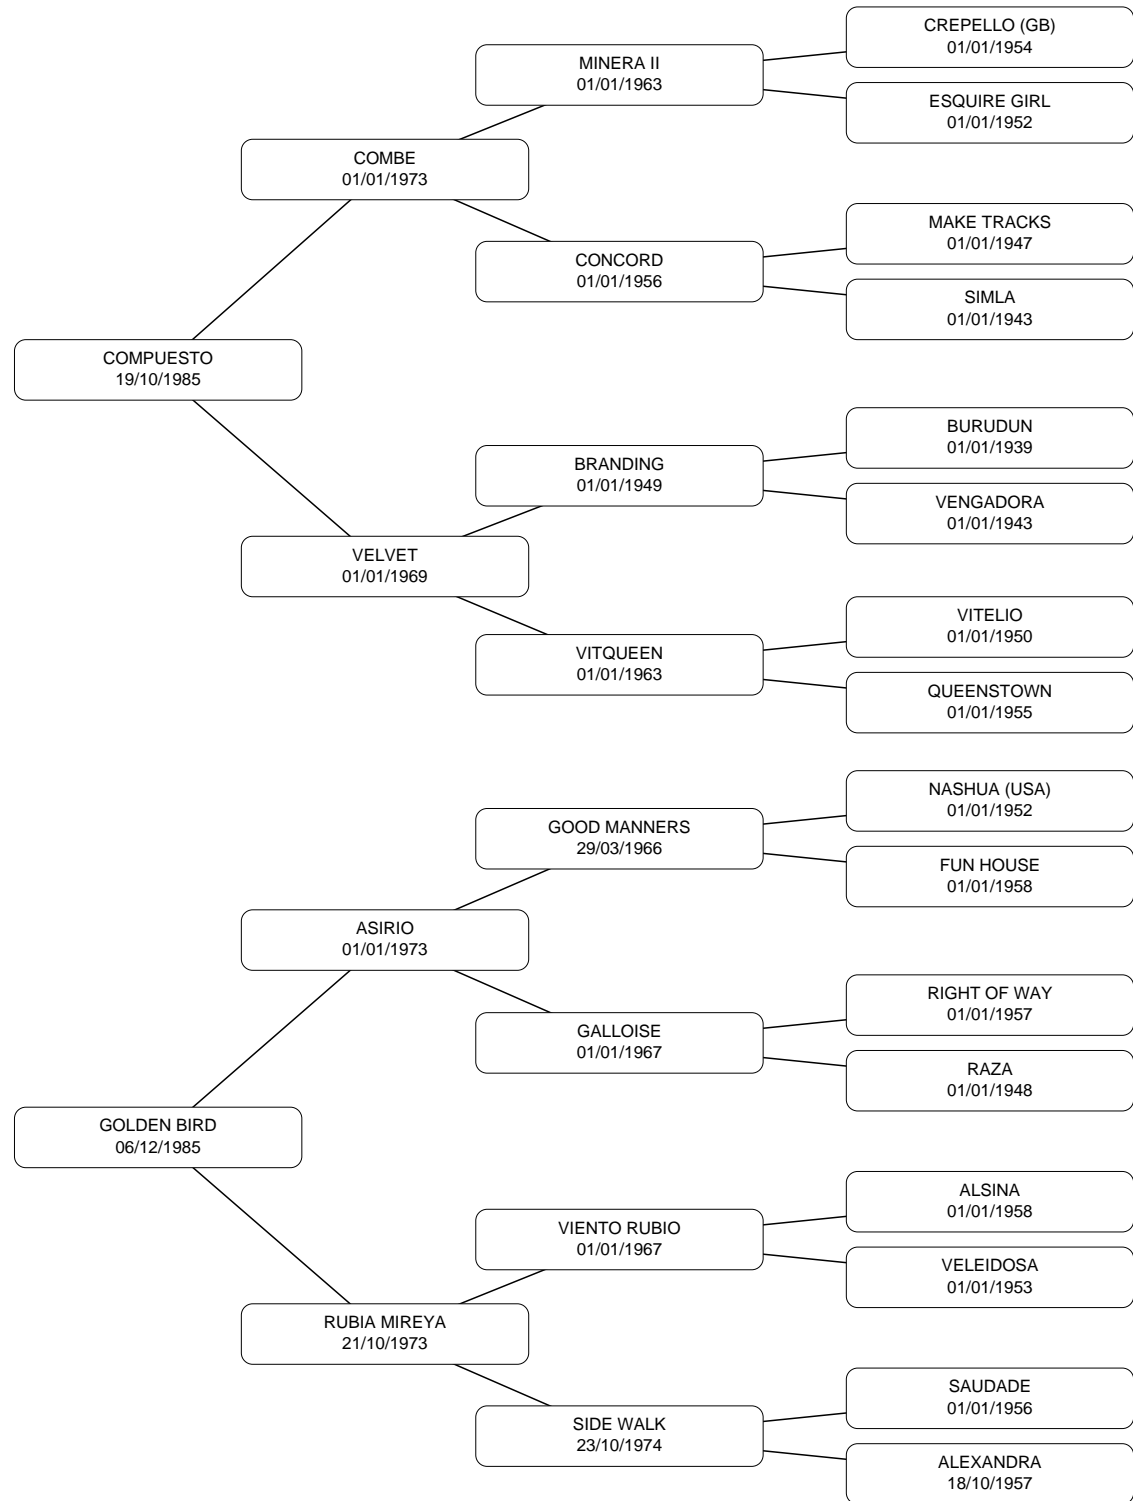 CREPELLO (GB)
01/01/1954
MINERA II
01/01/1963
ESQUIRE GIRL
01/01/1952
COMBE
01/01/1973
MAKE TRACKS
01/01/1947
CONCORD
01/01/1956
SIMLA
01/01/1943
COMPUESTO
19/10/1985
BURUDUN
01/01/1939
BRANDING
01/01/1949
VENGADORA
01/01/1943
VELVET
01/01/1969
VITELIO
01/01/1950
VITQUEEN
01/01/1963
QUEENSTOWN
01/01/1955
NASHUA (USA)
01/01/1952
GOOD MANNERS
29/03/1966
FUN HOUSE
01/01/1958
ASIRIO
01/01/1973
RIGHT OF WAY
01/01/1957
GALLOISE
01/01/1967
RAZA
01/01/1948
GOLDEN BIRD
06/12/1985
ALSINA
01/01/1958
VIENTO RUBIO
01/01/1967
VELEIDOSA
01/01/1953
RUBIA MIREYA
21/10/1973
SAUDADE
01/01/1956
SIDE WALK
23/10/1974
ALEXANDRA
18/10/1957